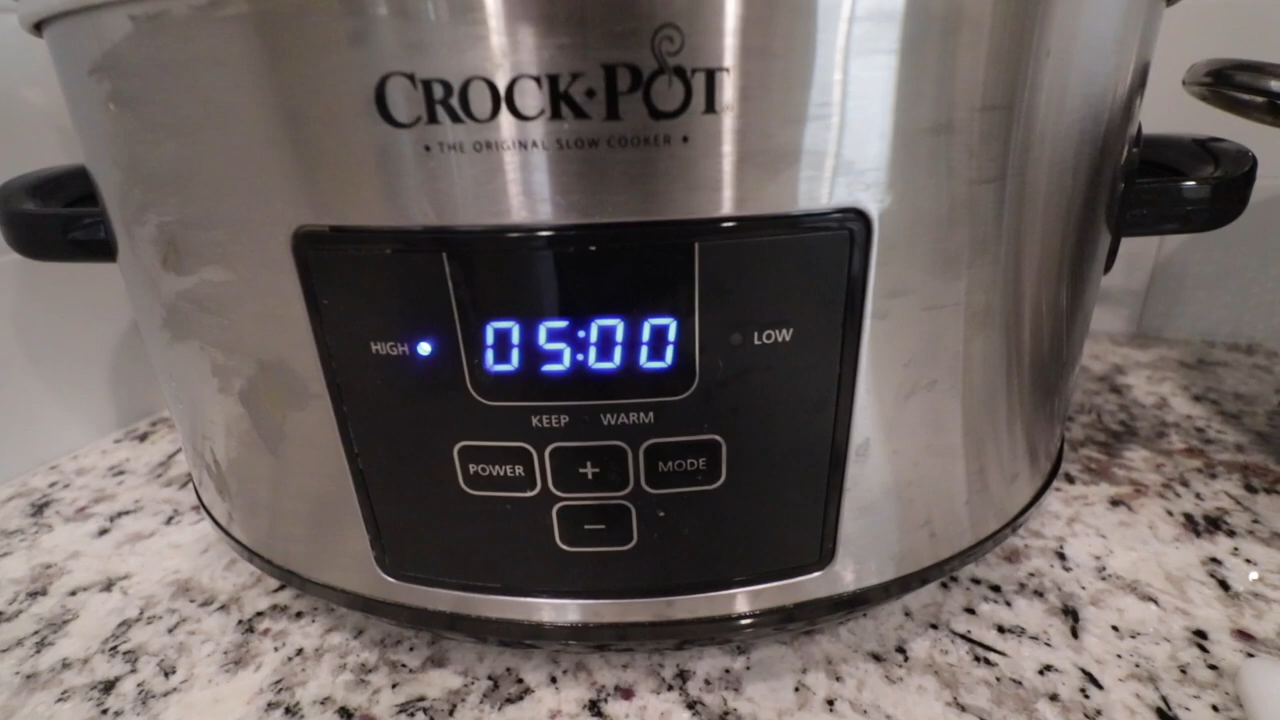 CROCK·POT
• THE ORIGINAL SLOW COOKER •
HIGH
05:00
LOW
KEEP WARM
POWER
+
MODE
−